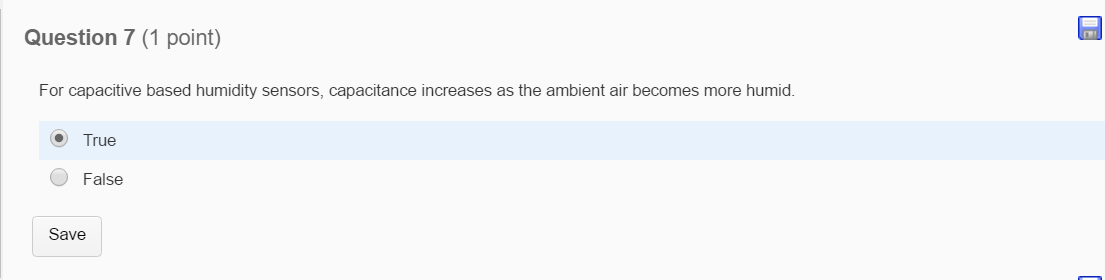 Question 7 (1 point)
For capacitive based humidity sensors, capacitance increases as the ambient air becomes more humid.
True
False
Save